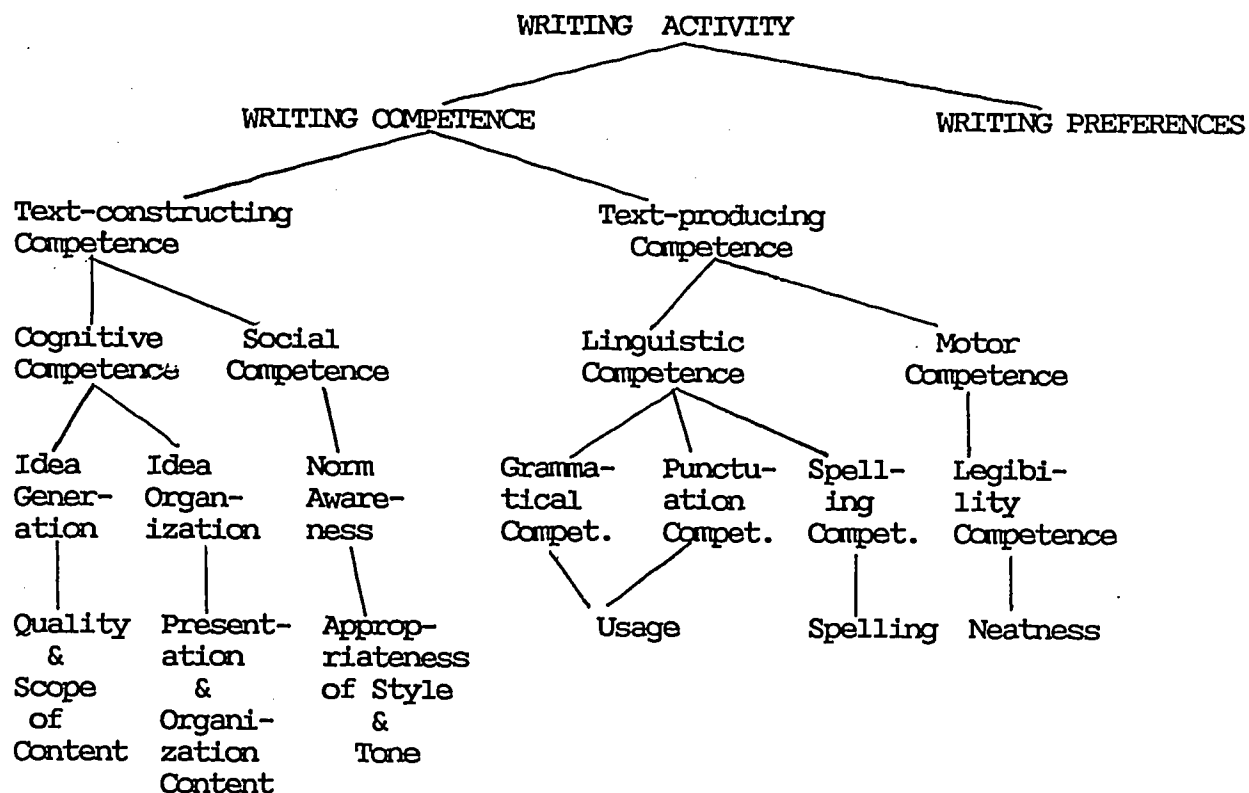 WRITING ACTIVITY
WRITING COMPETENCE
WRITING PREFERENCES
Text-constructing
Competence
Text-producing
Competence
Cognitive
Competence
Social
Competence
Linguistic
Competence
Motor
Competence
Idea
Gener-
ation
Idea
Organ-
ization
Norm
Aware-
ness
Gramma-
tical
Compet.
Punctu-
ation
Compet.
Spell-
ing
Compet.
Legibi-
lity
Competence
Quality
&
Scope
of
Content
Present-
ation
&
Organi-
zation
Content
Approp-
riateness
of Style
&
Tone
Usage
Spelling
Neatness